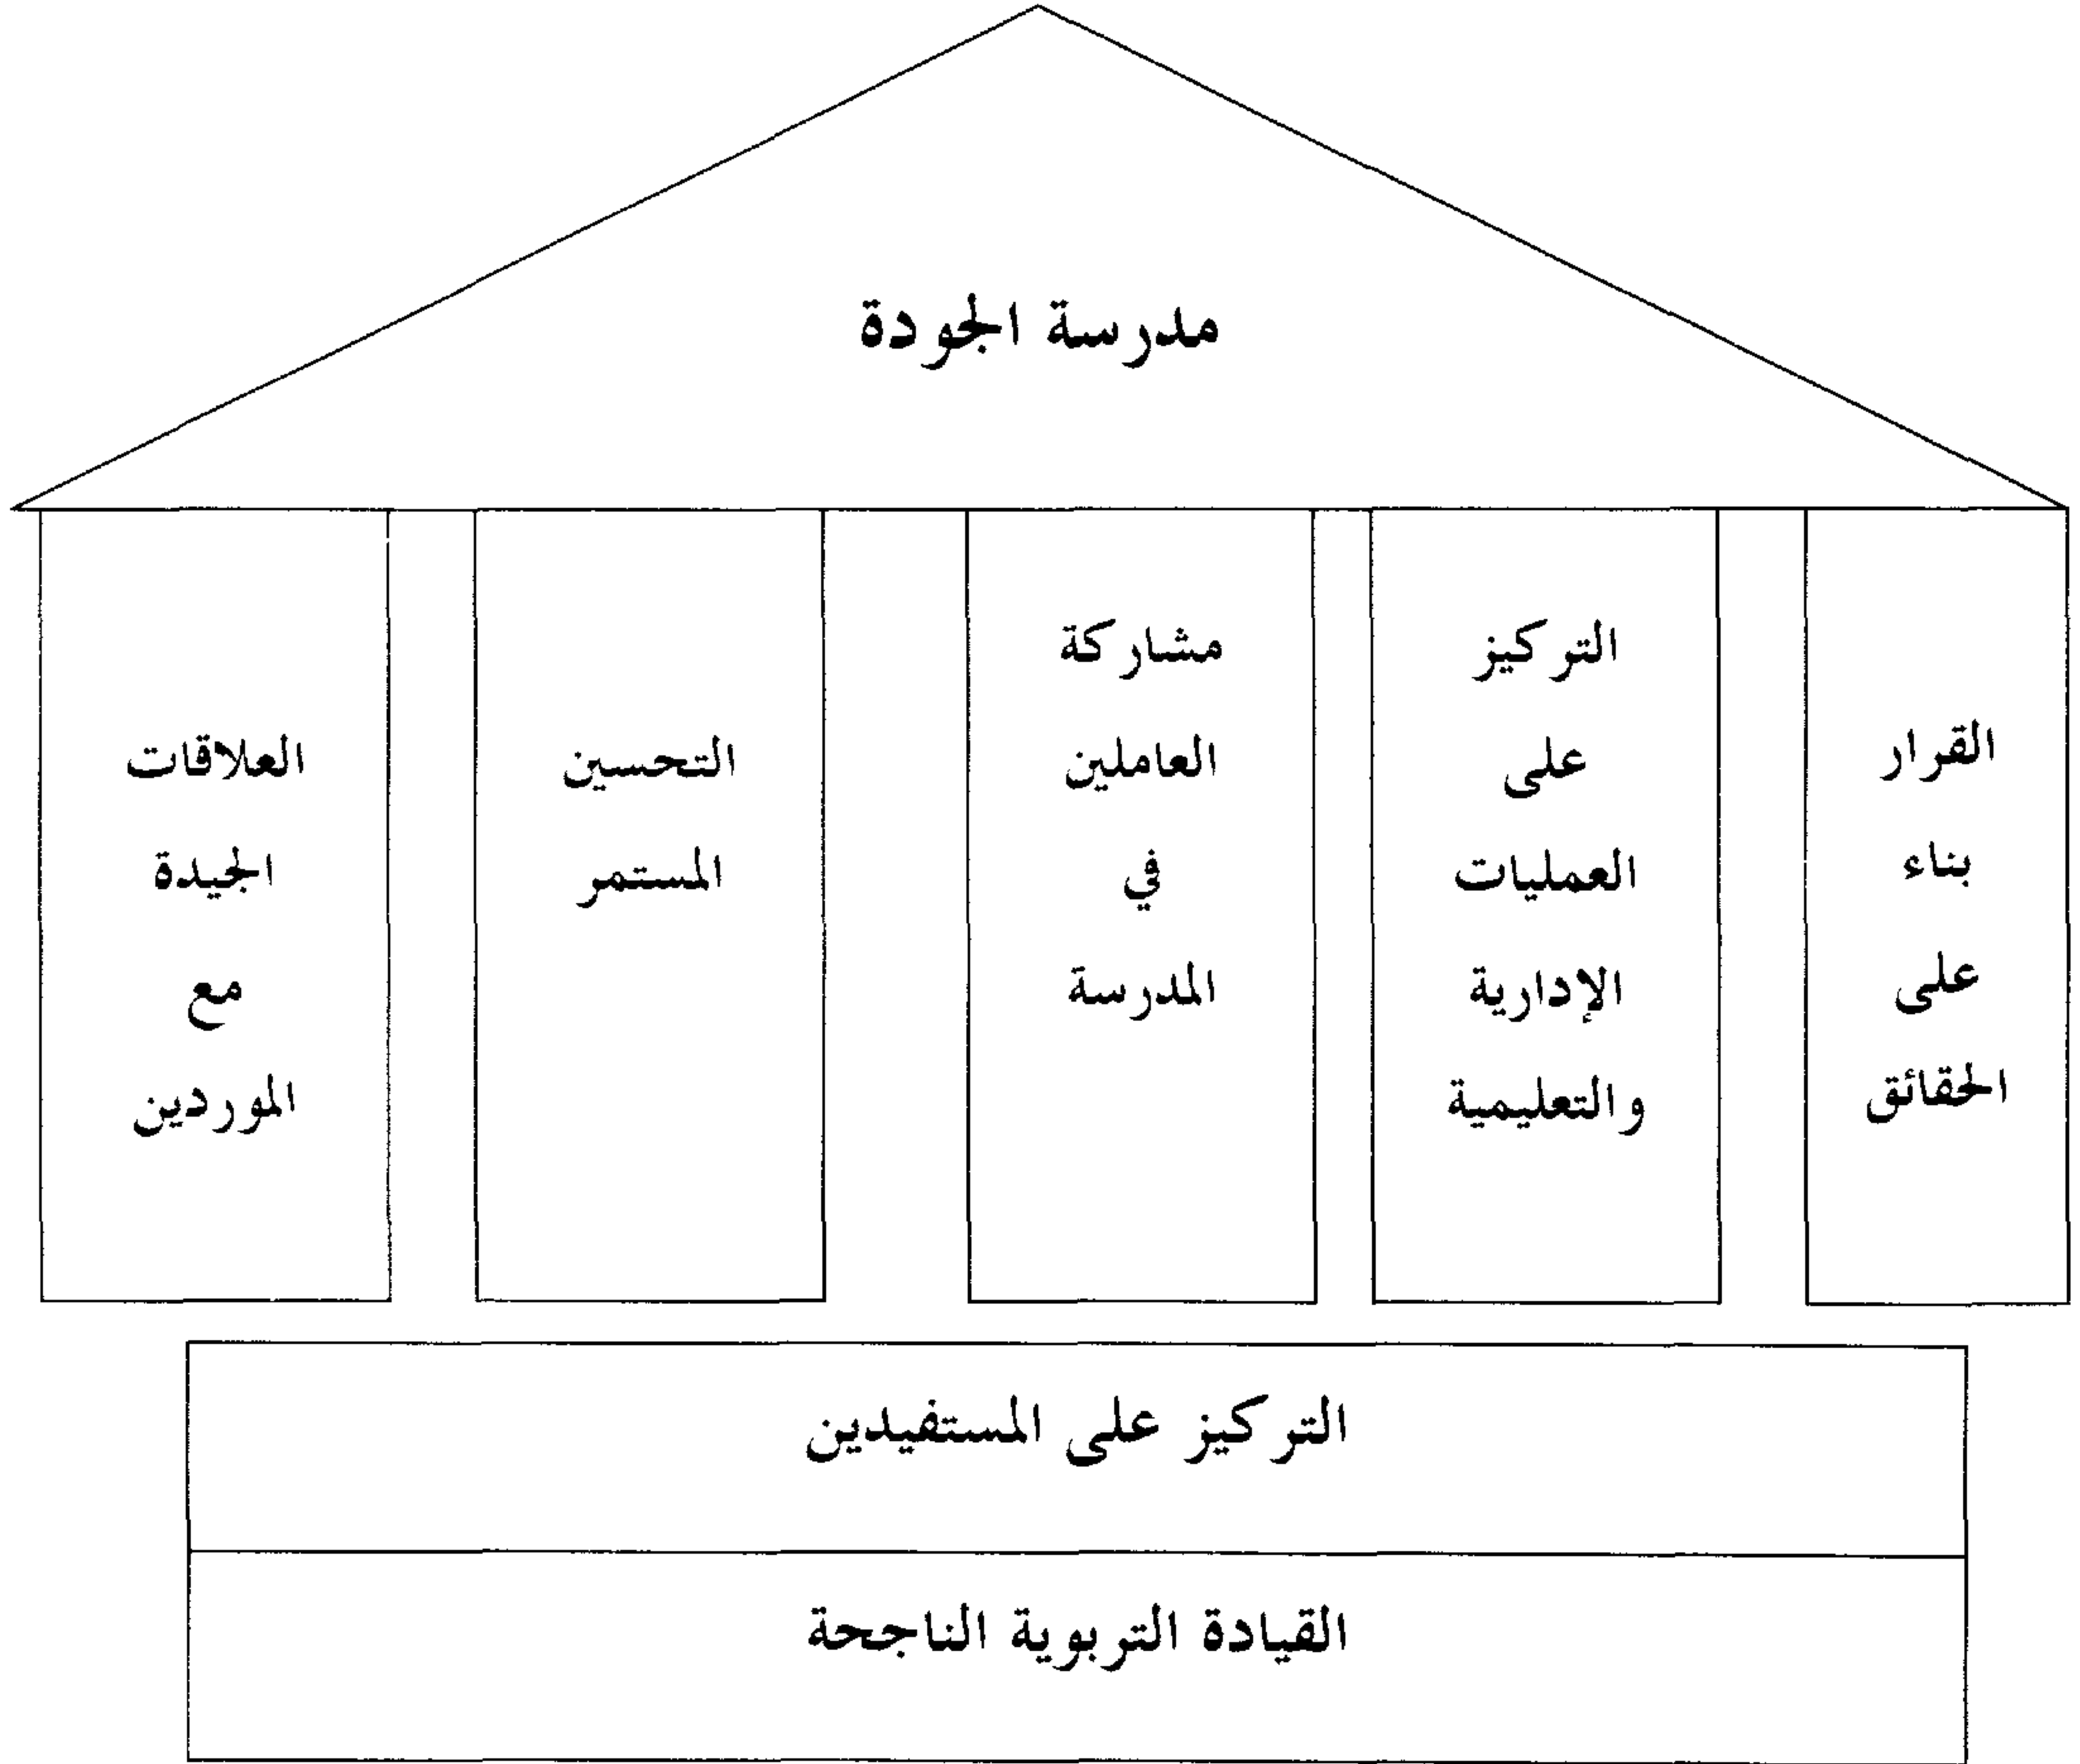 مدرسة الجودة
القرار
بناء
على
الحقائق
التركيز
على
العمليات
الإدارية
والتعليمية
مشاركة
العاملين
في
المدرسة
التحسين
المستمر
العلاقات
الجيدة
مع
الموردين
التركيز على المستفيدين
القيادة التربوية الناجحة